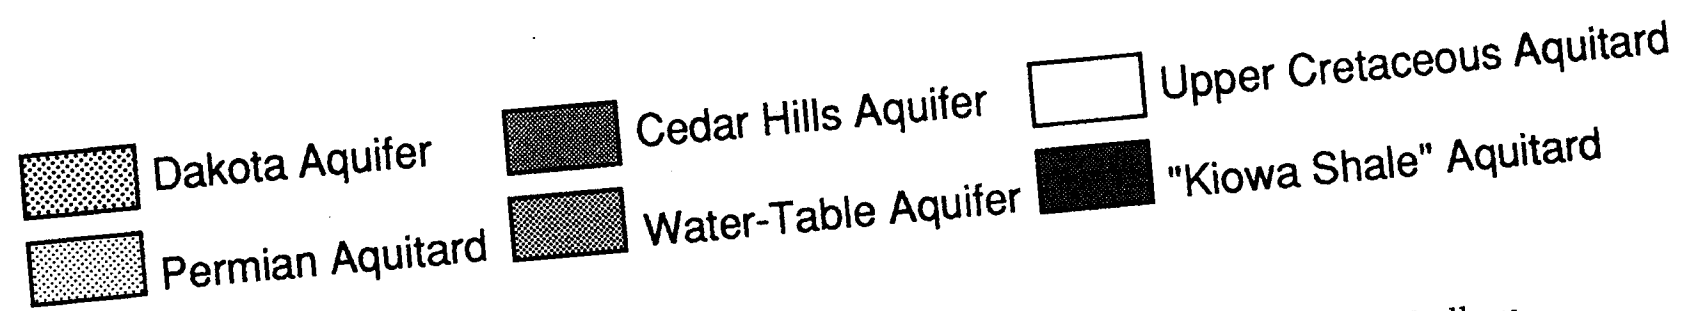 Dakota Aquifer
Permian Aquitard
Cedar Hills Aquifer
Water-Table Aquifer
Upper Cretaceous Aquitard
"Kiowa Shale" Aquitard